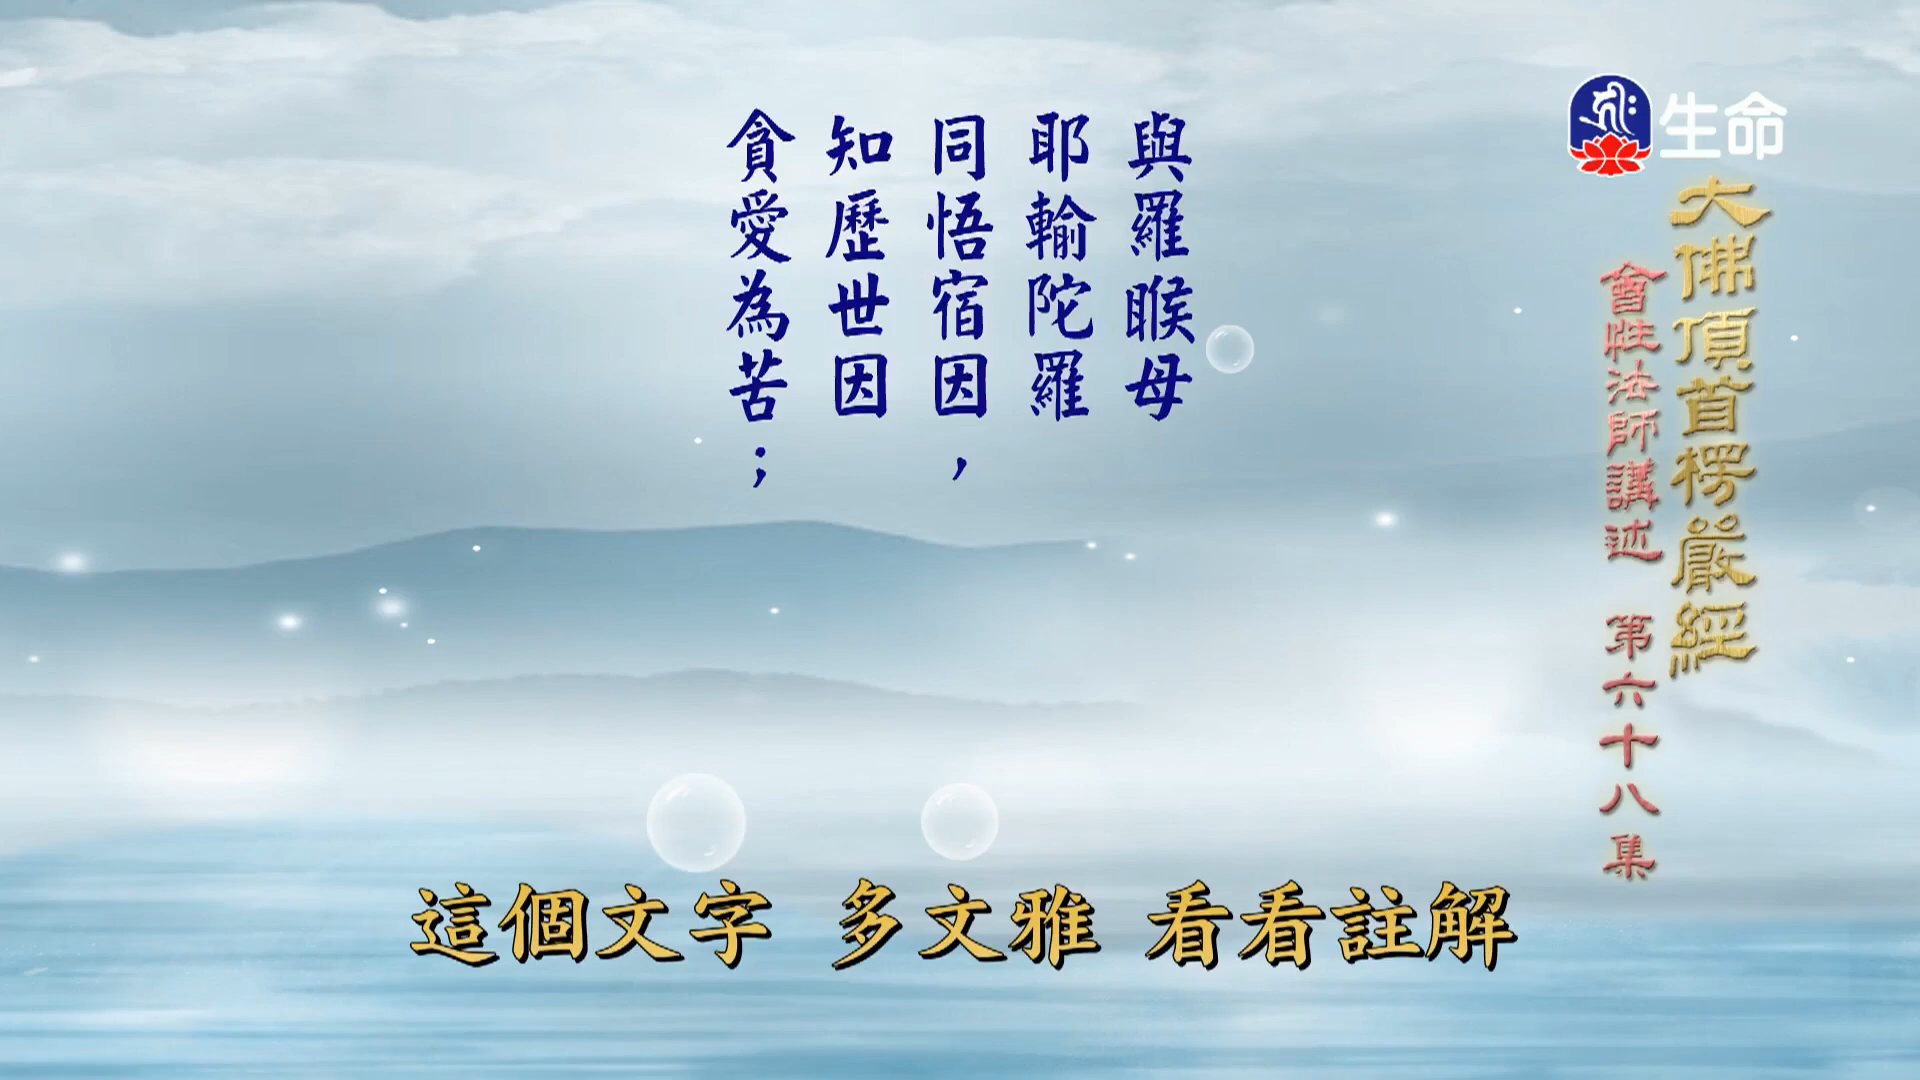 生命
大佛頂首楞嚴經
會性法師講述 第六十八集
與羅睺母
耶輸陀羅
同悟宿因，
知歷世因
貪愛為苦；
這個文字 多文雅 看看註解